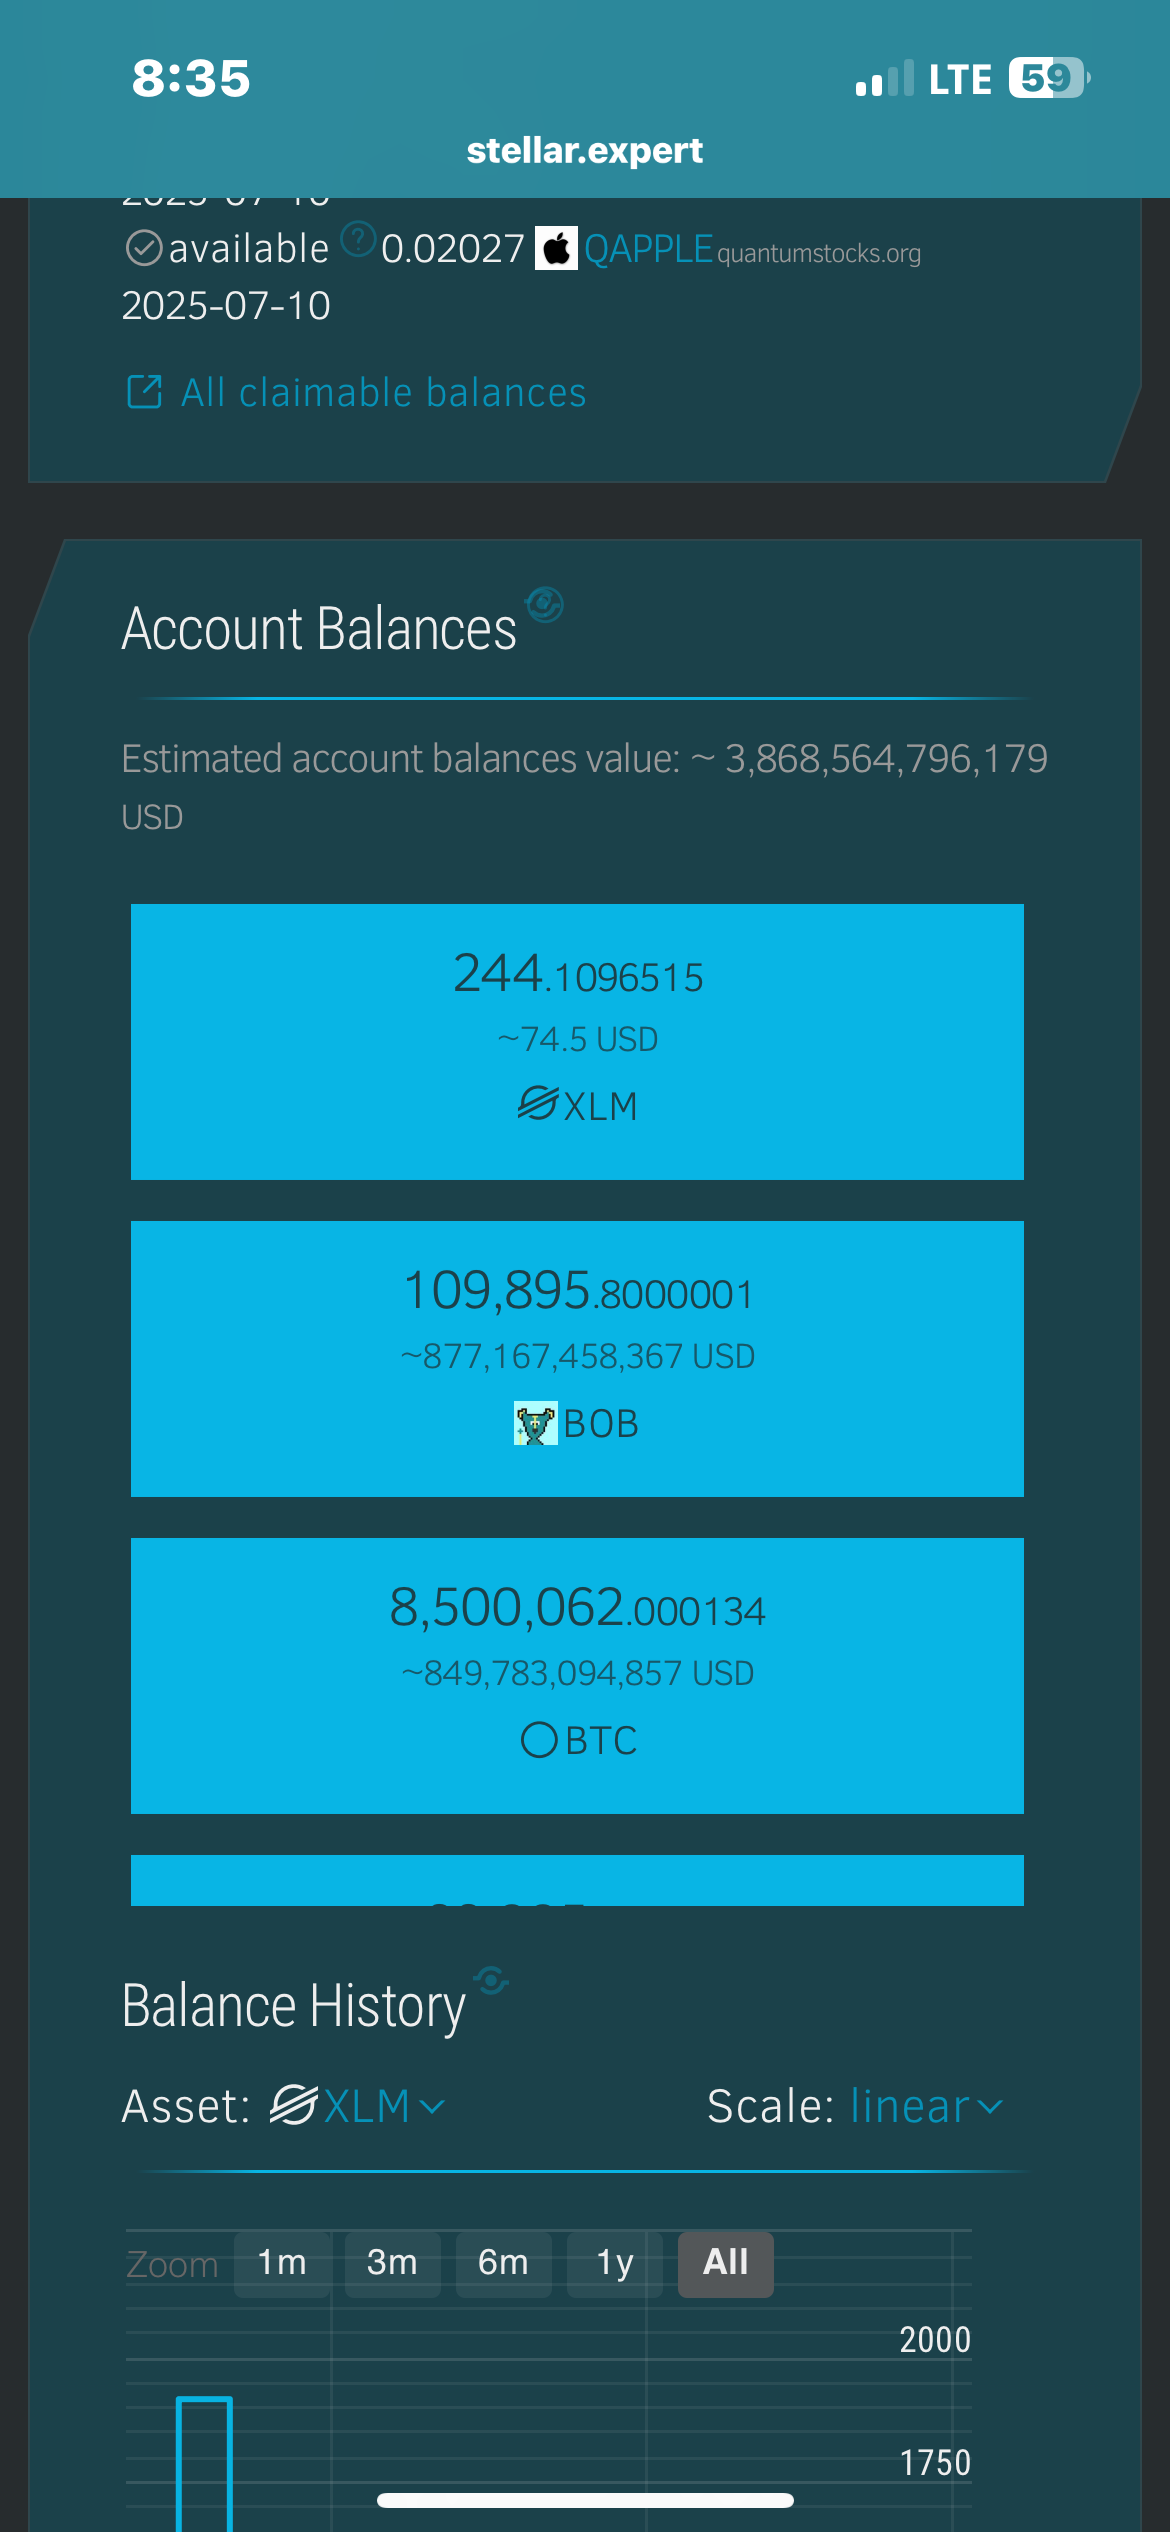 8:35
LTE 59
stellar.expert
available ? 0.02027 QAPPLE quantumstocks.org
2025-07-10
All claimable balances
Account Balances
Estimated account balances value: ~ 3,868,564,796,179
USD
244.1096515
~74.5 USD
XLM
109,895.8000001
~877,167,458,367 USD
BOB
8,500,062.000134
~849,783,094,857 USD
BTC
Balance History
Asset: XLM Scale: linear
Zoom 1m 3m 6m 1y All
2000
1750